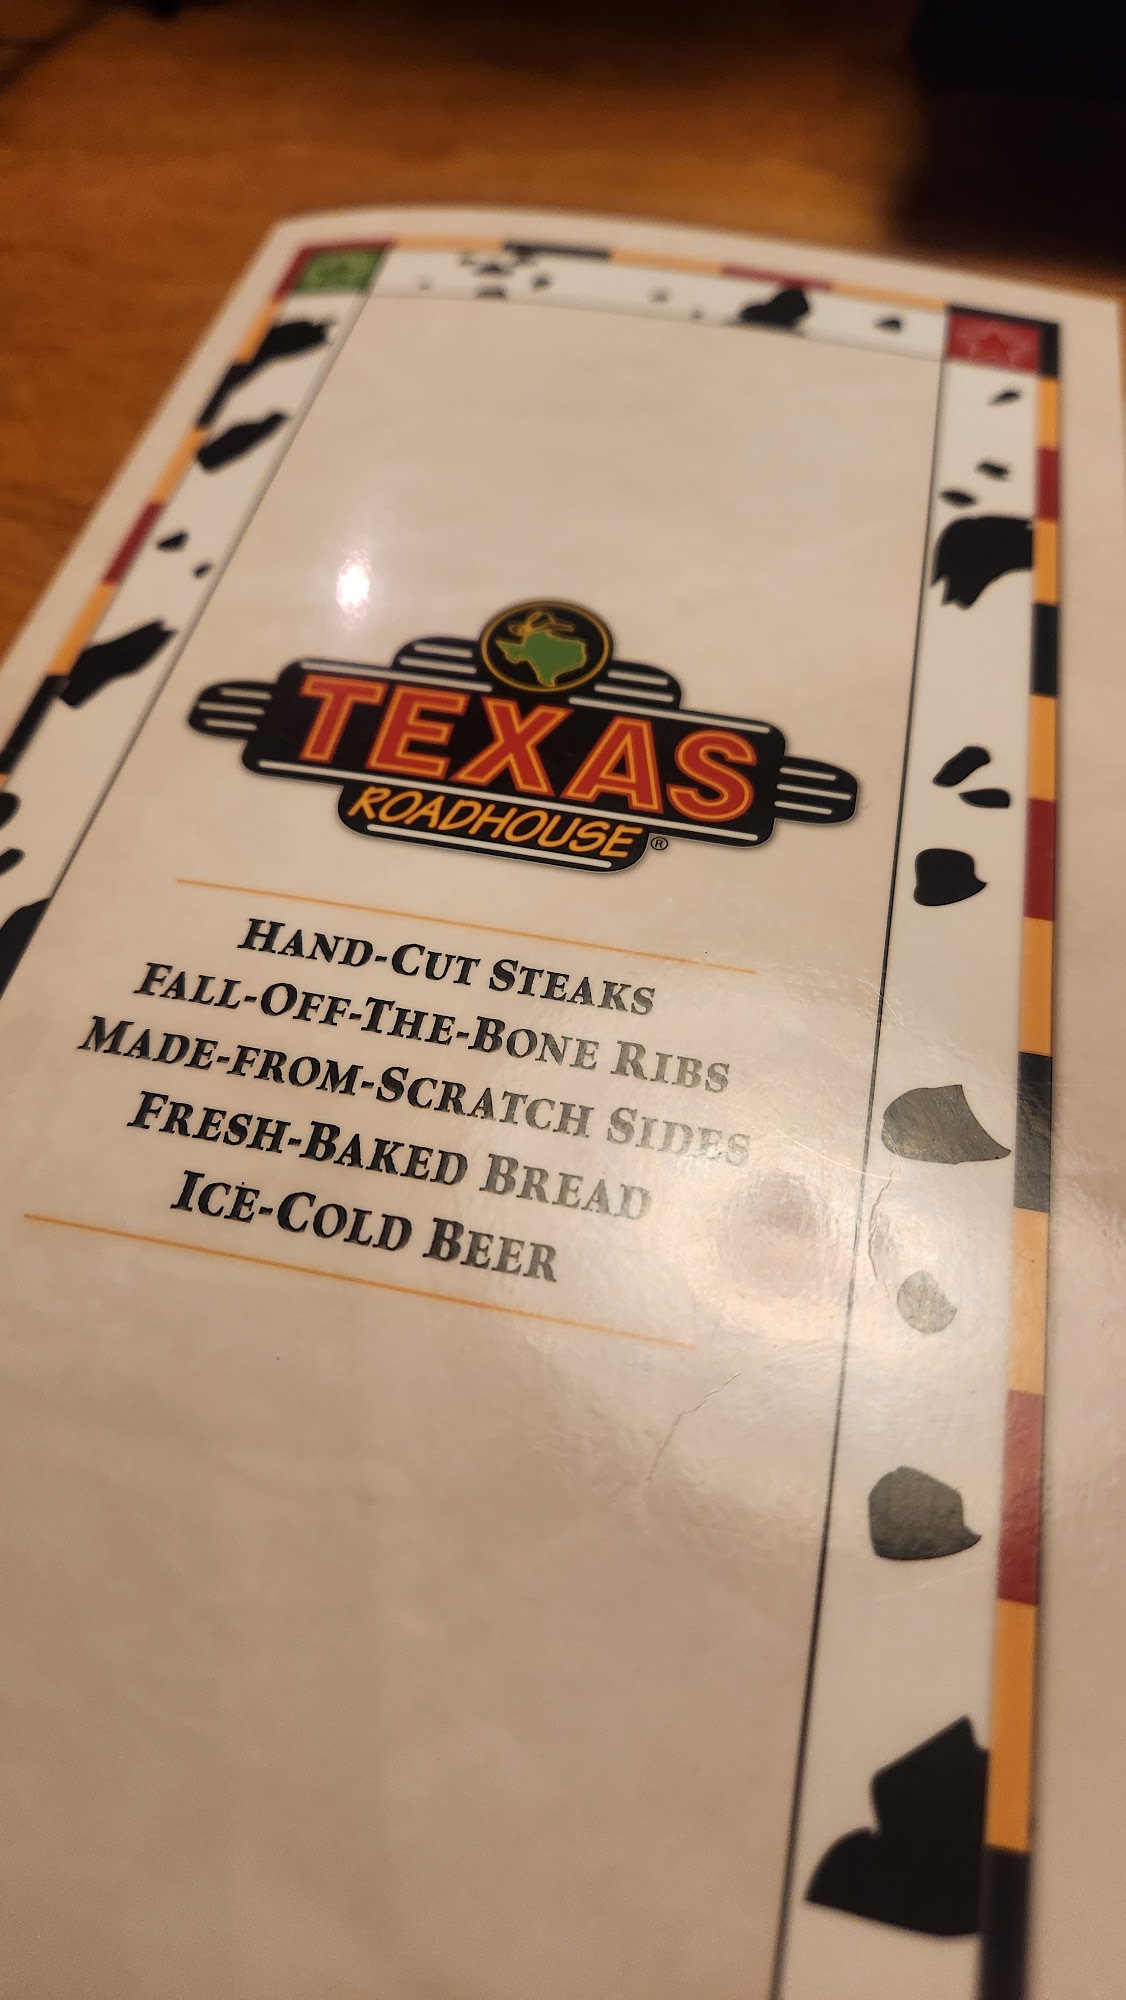 TEXAS
ROADHOUSE®
HAND-CUT STEAKS
FALL-OFF-THE-BONE RIBS
MADE-FROM-SCRATCH SIDES
FRESH-BAKED BREAD
ICE-COLD BEER